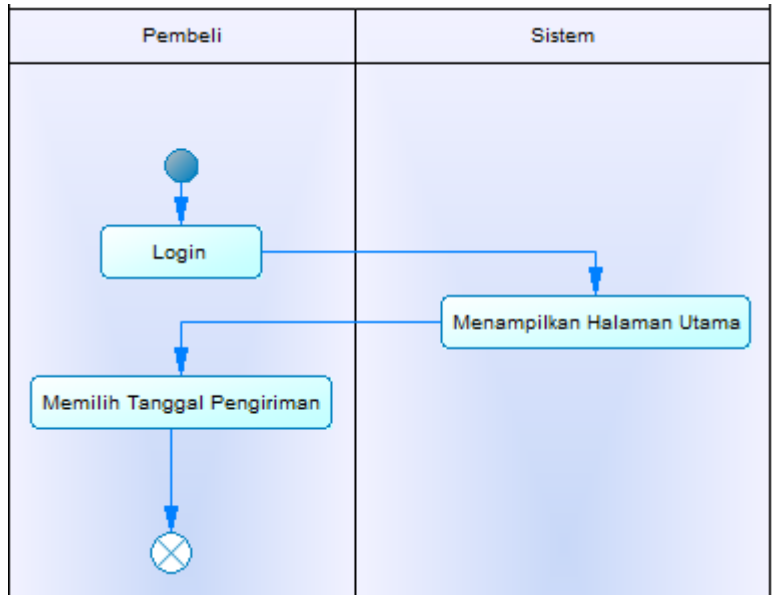 Pembeli
Sistem
Login
Menampilkan Halaman Utama
Memilih Tanggal Pengiriman